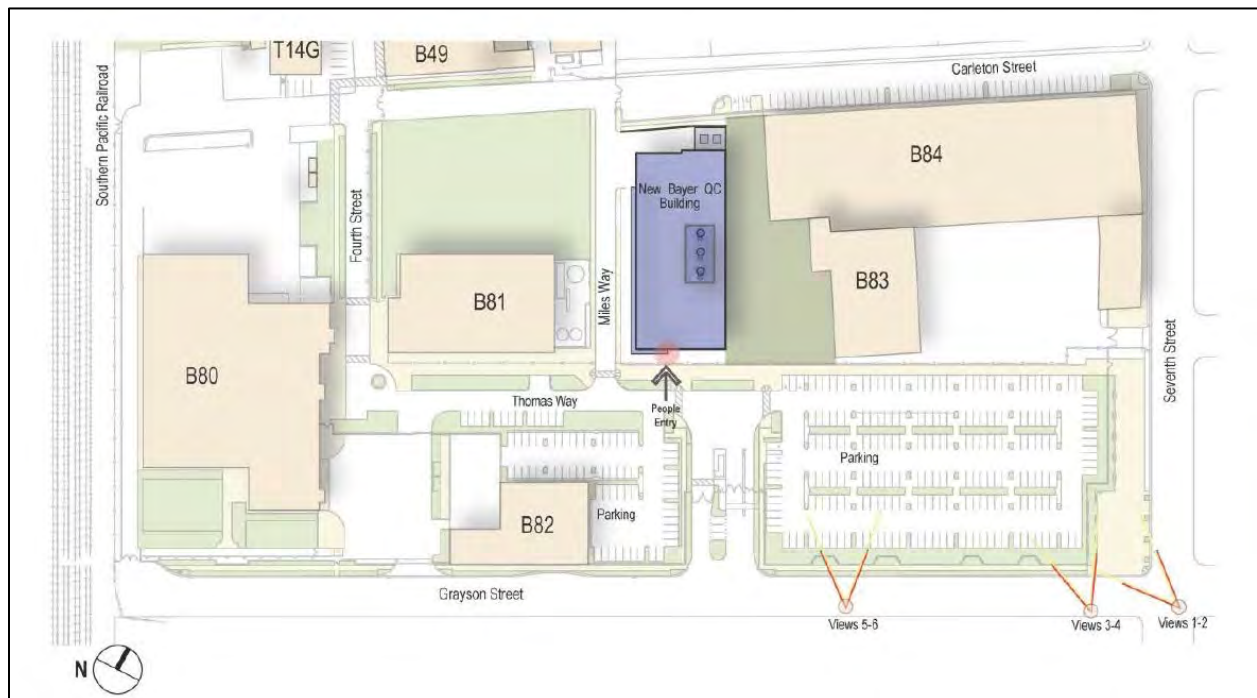 T14G
B49
Carleton Street
Southern Pacific Railroad
B84
New Bayer QC
Building
Fourth Street
B81
Miles Way
B83
Seventh Street
B80
Thomas Way
People
Entry
Parking
B82
Parking
Grayson Street
Views 5-6
Views 3-4
Views 1-2
N